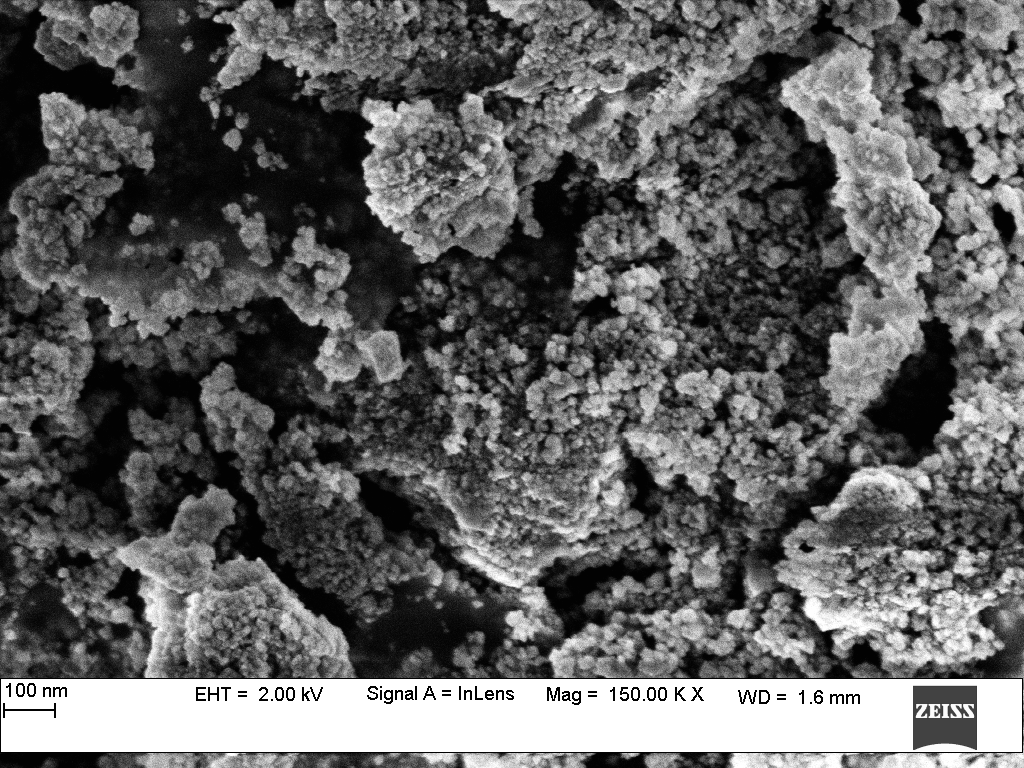 100 nm
EHT = 2.00 kV Signal A = InLens Mag = 150.00 K X WD = 1.6 mm
ZEISS